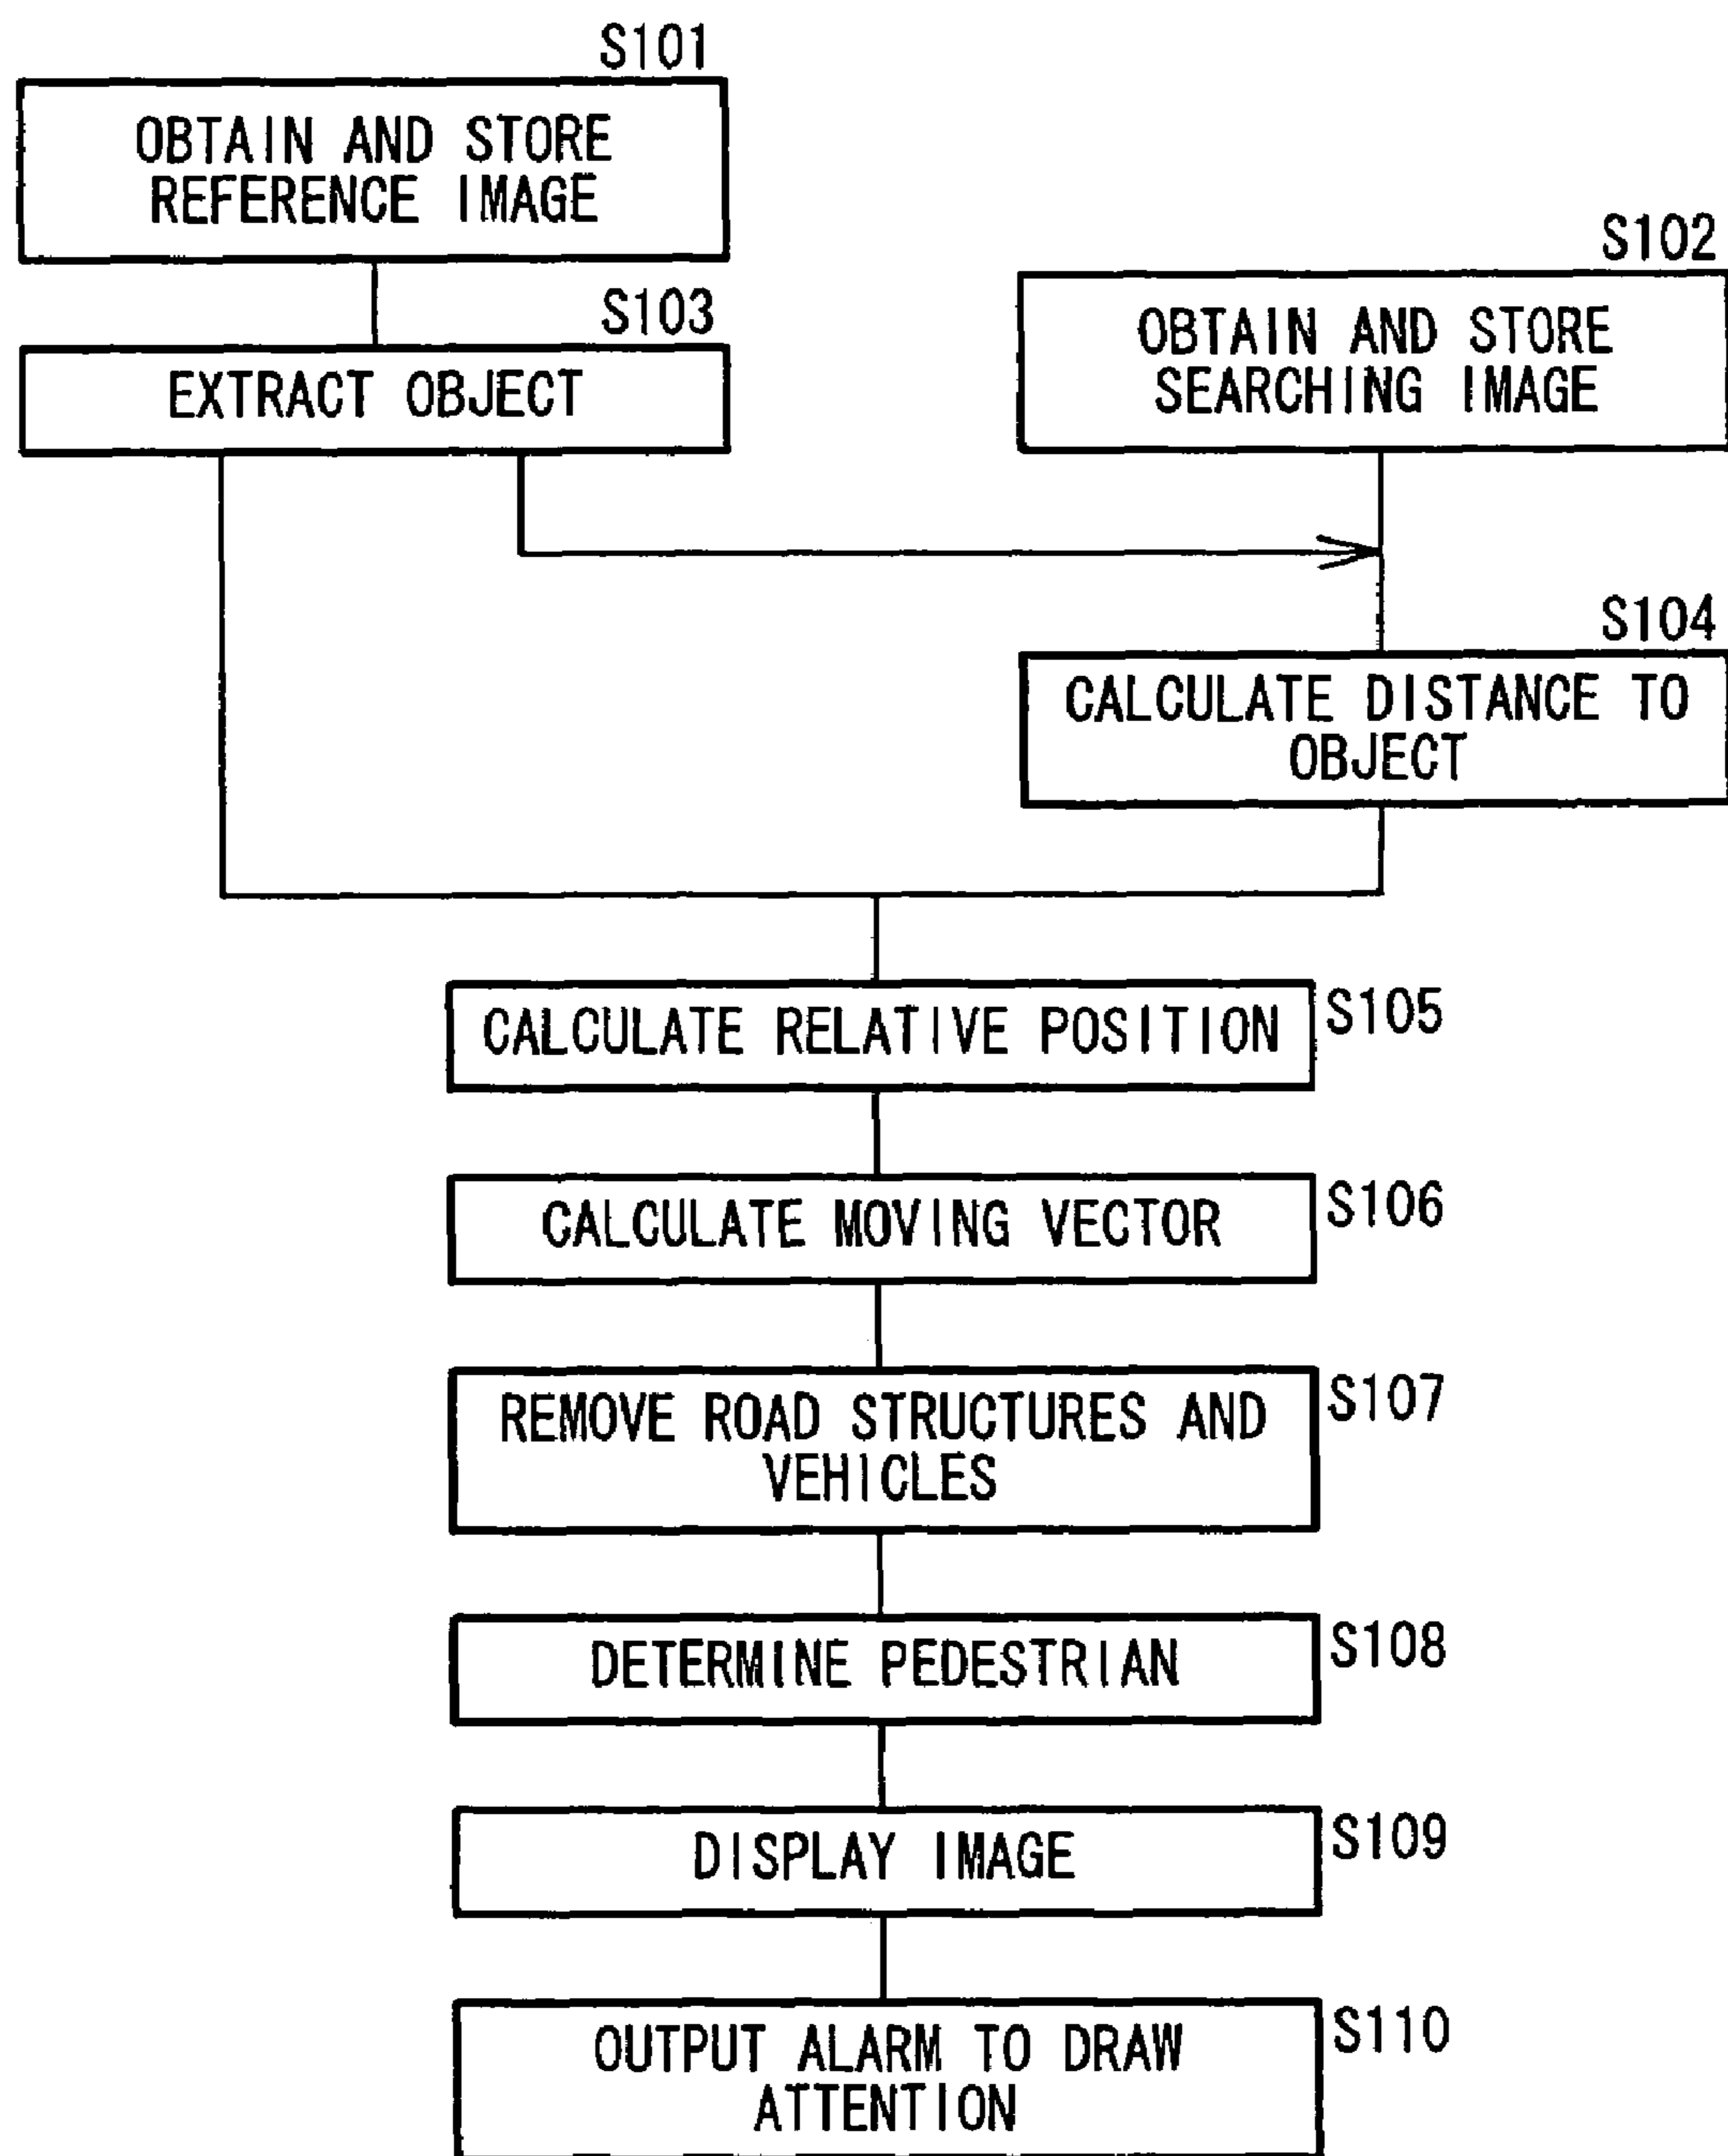 S101
OBTAIN AND STORE
REFERENCE IMAGE
S102
OBTAIN AND STORE
SEARCHING IMAGE
S103
EXTRACT OBJECT
S104
CALCULATE DISTANCE TO
OBJECT
CALCULATE RELATIVE POSITION
S105
CALCULATE MOVING VECTOR
S106
REMOVE ROAD STRUCTURES AND
VEHICLES
S107
DETERMINE PEDESTRIAN
S108
DISPLAY IMAGE
S109
OUTPUT ALARM TO DRAW
ATTENTION
S110